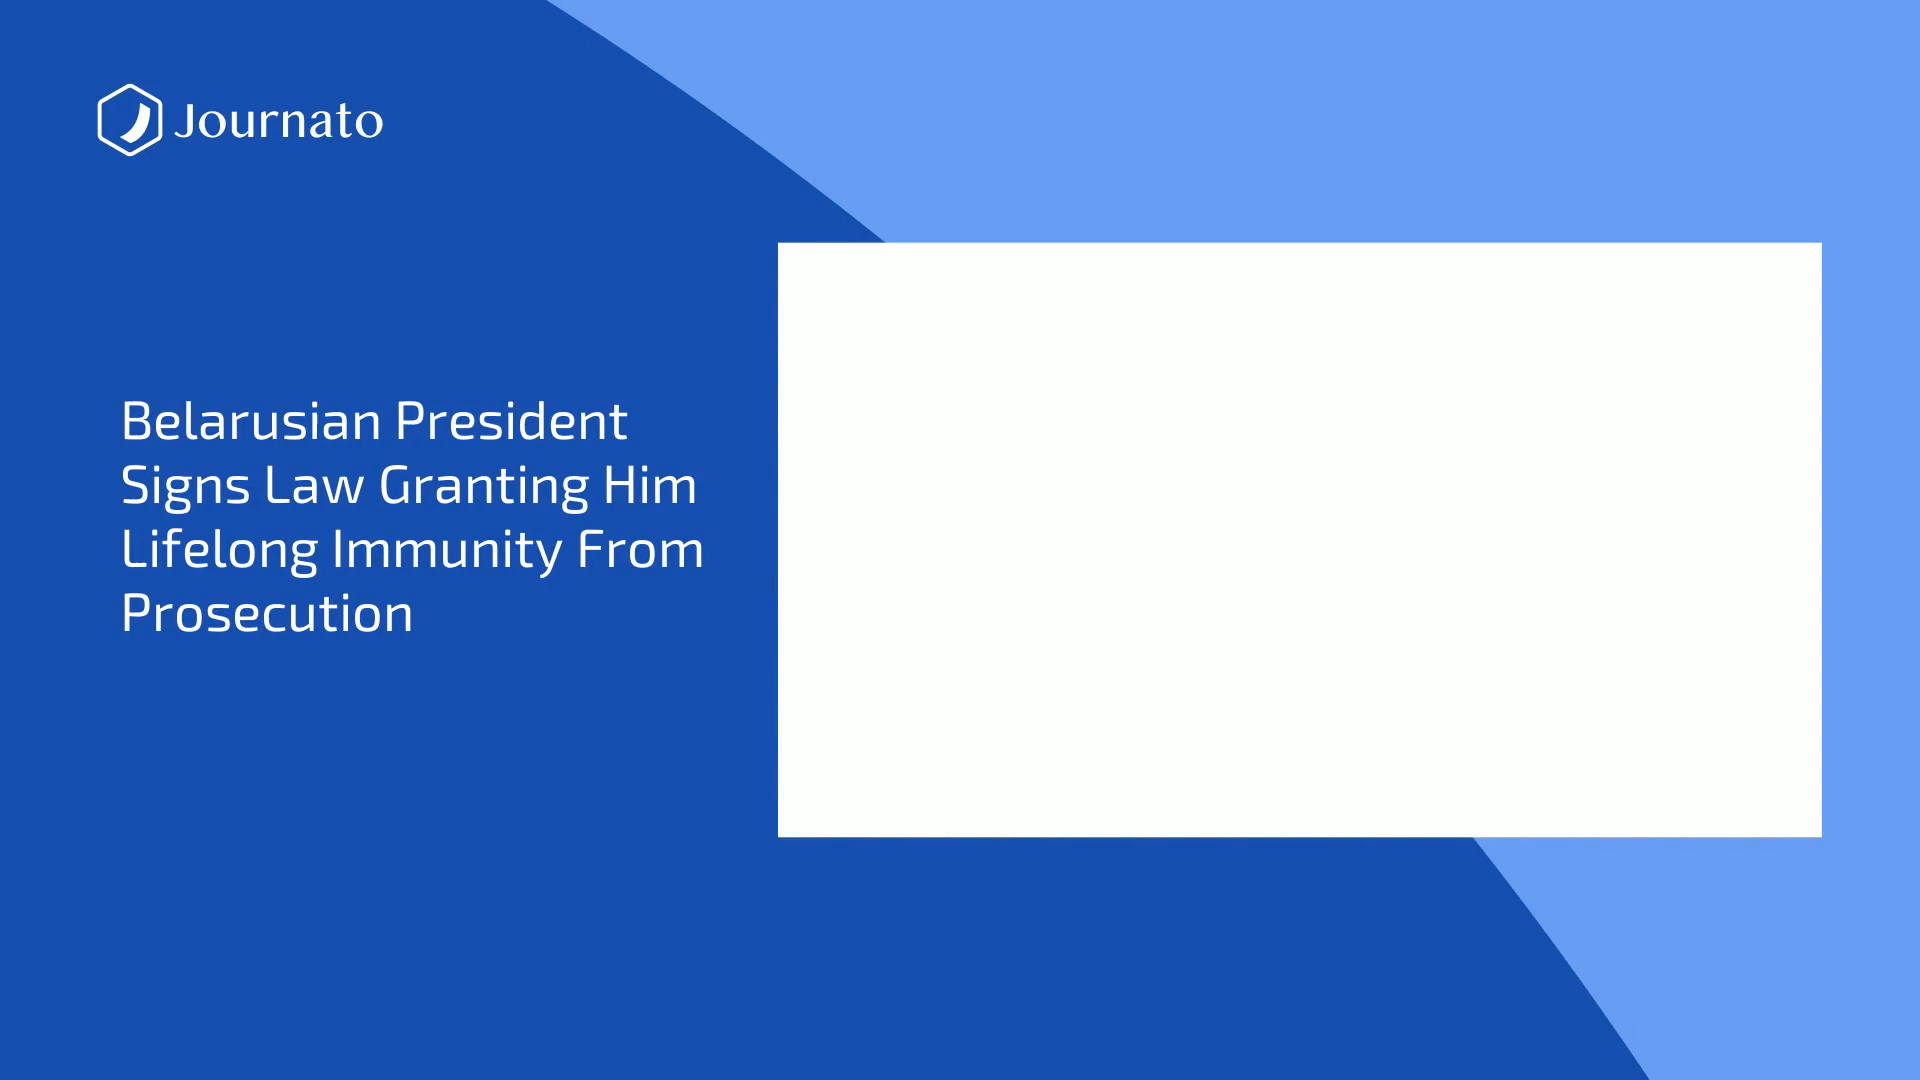 Journato
Belarusian President
Signs Law Granting Him
Lifelong Immunity From
Prosecution